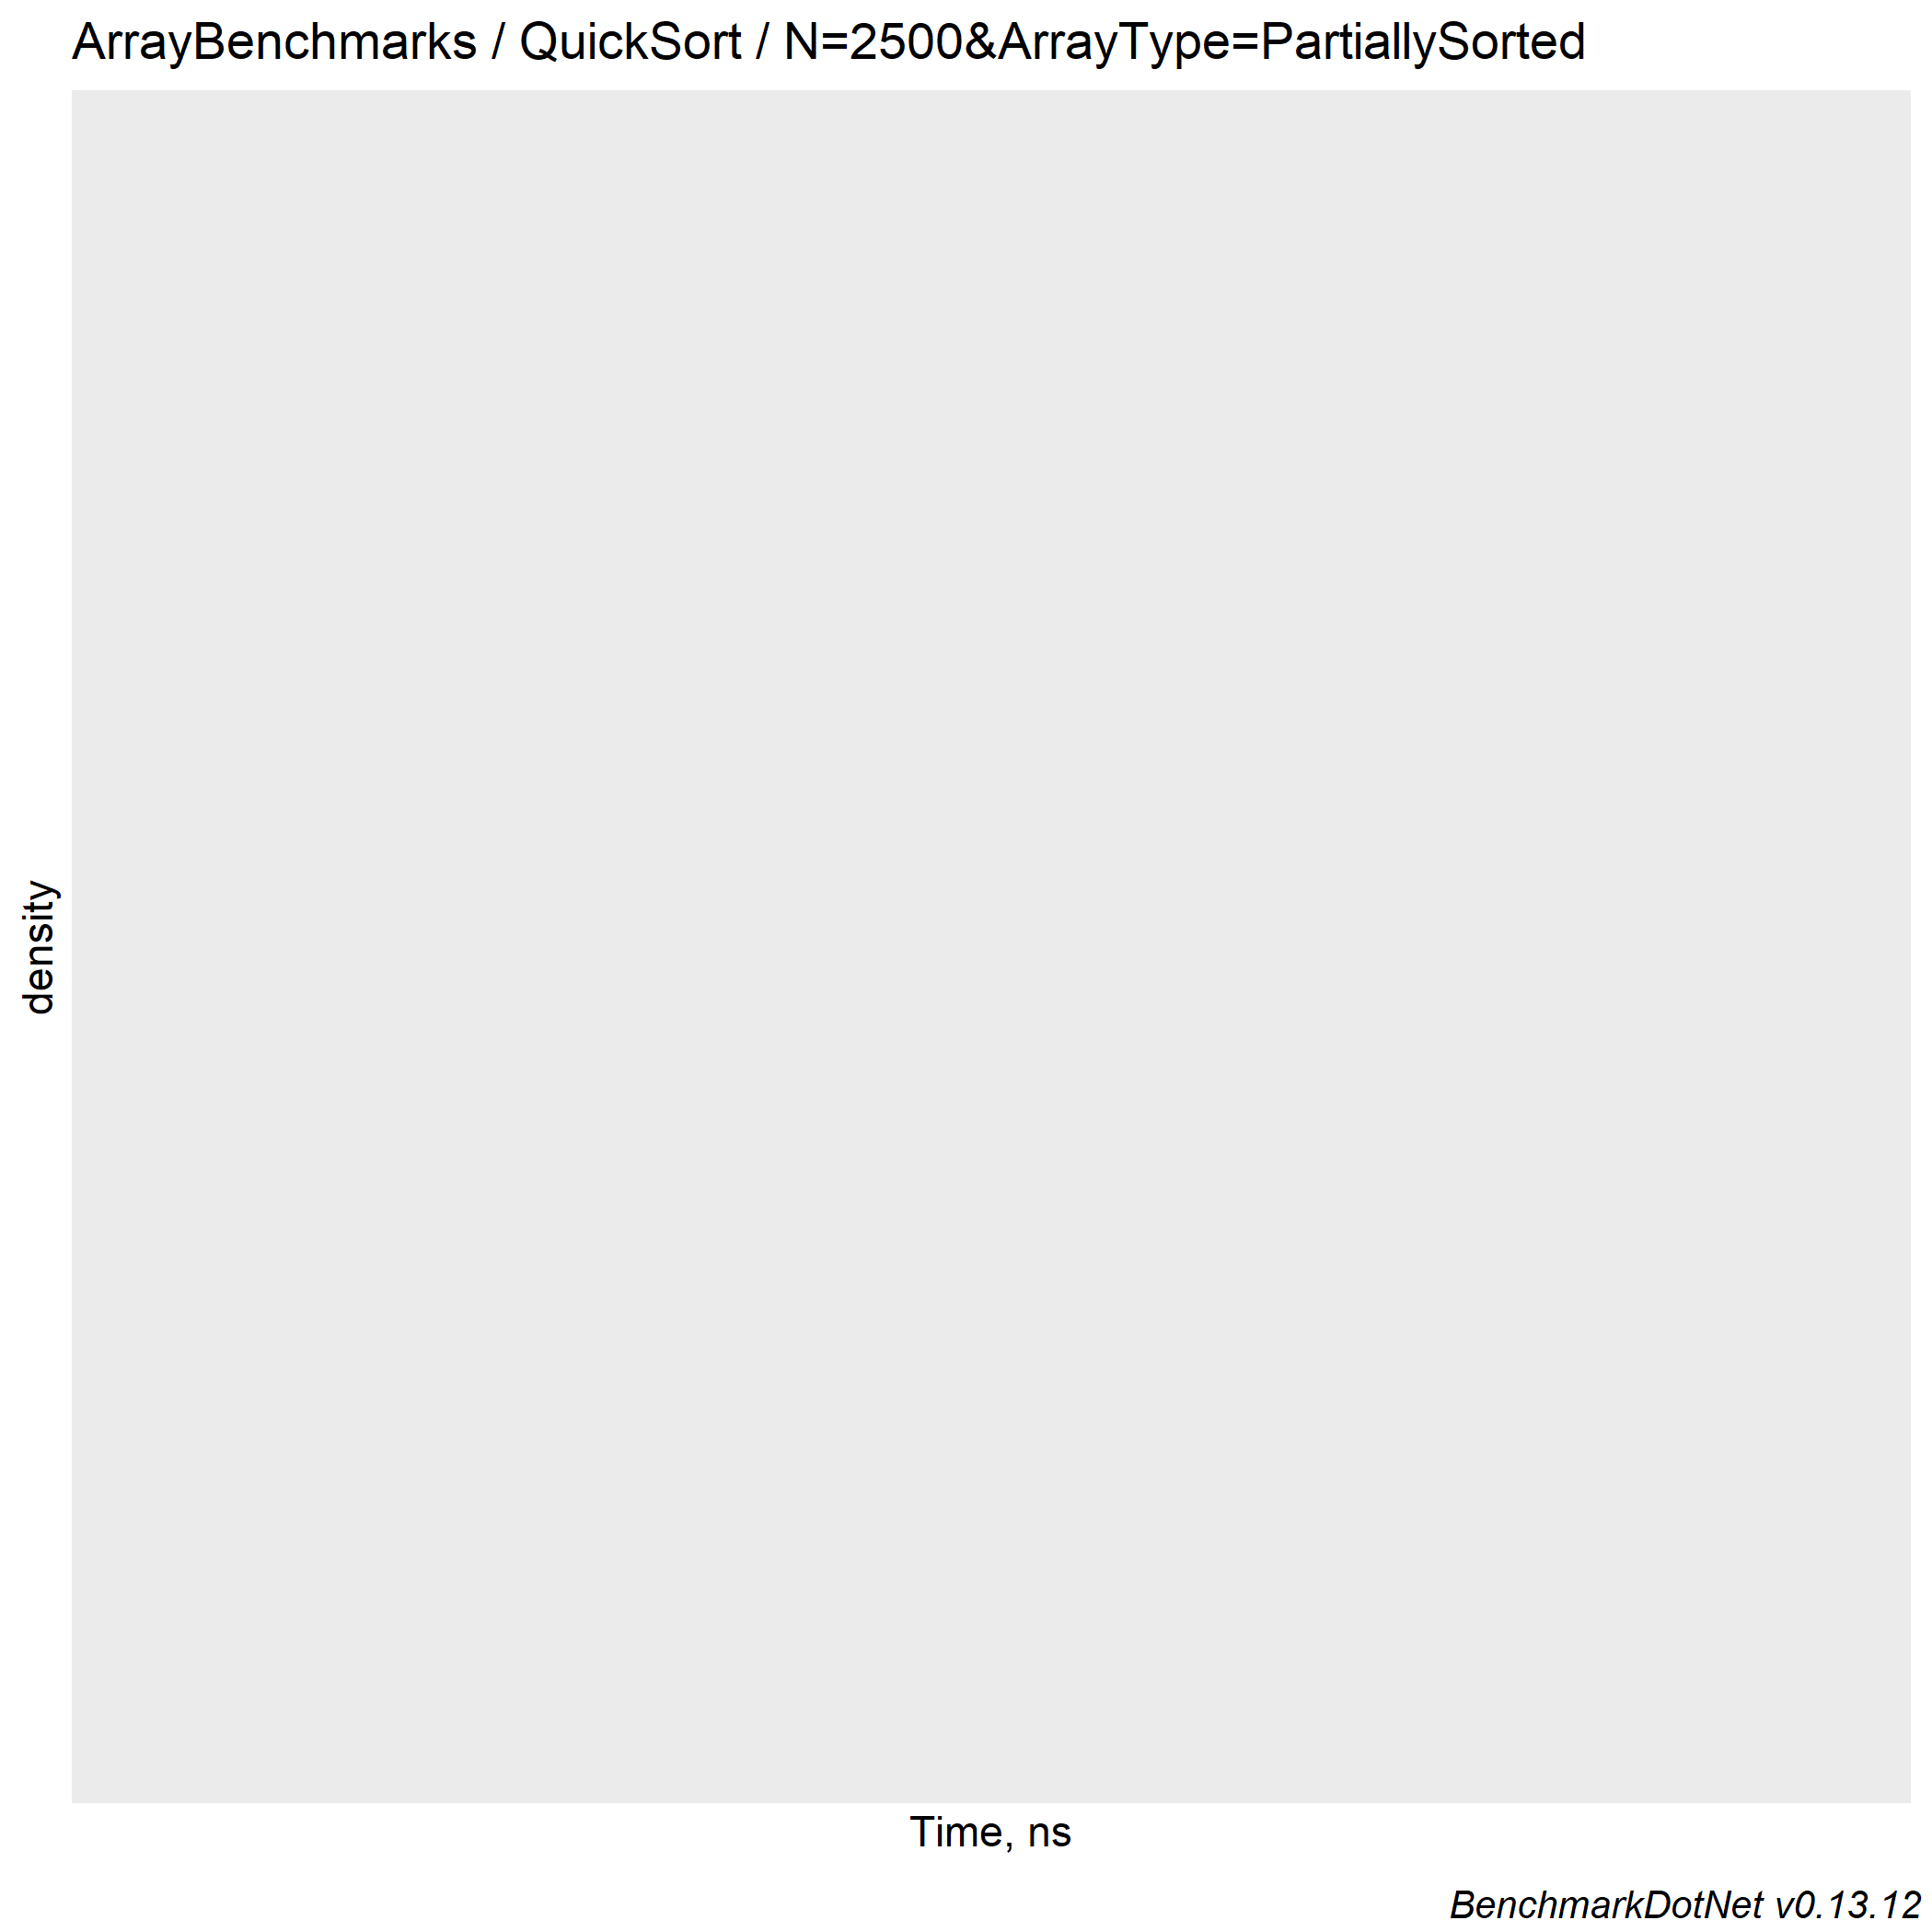 ArrayBenchmarks / QuickSort / N=2500&ArrayType=PartiallySorted
density
Time, ns
BenchmarkDotNet v0.13.12